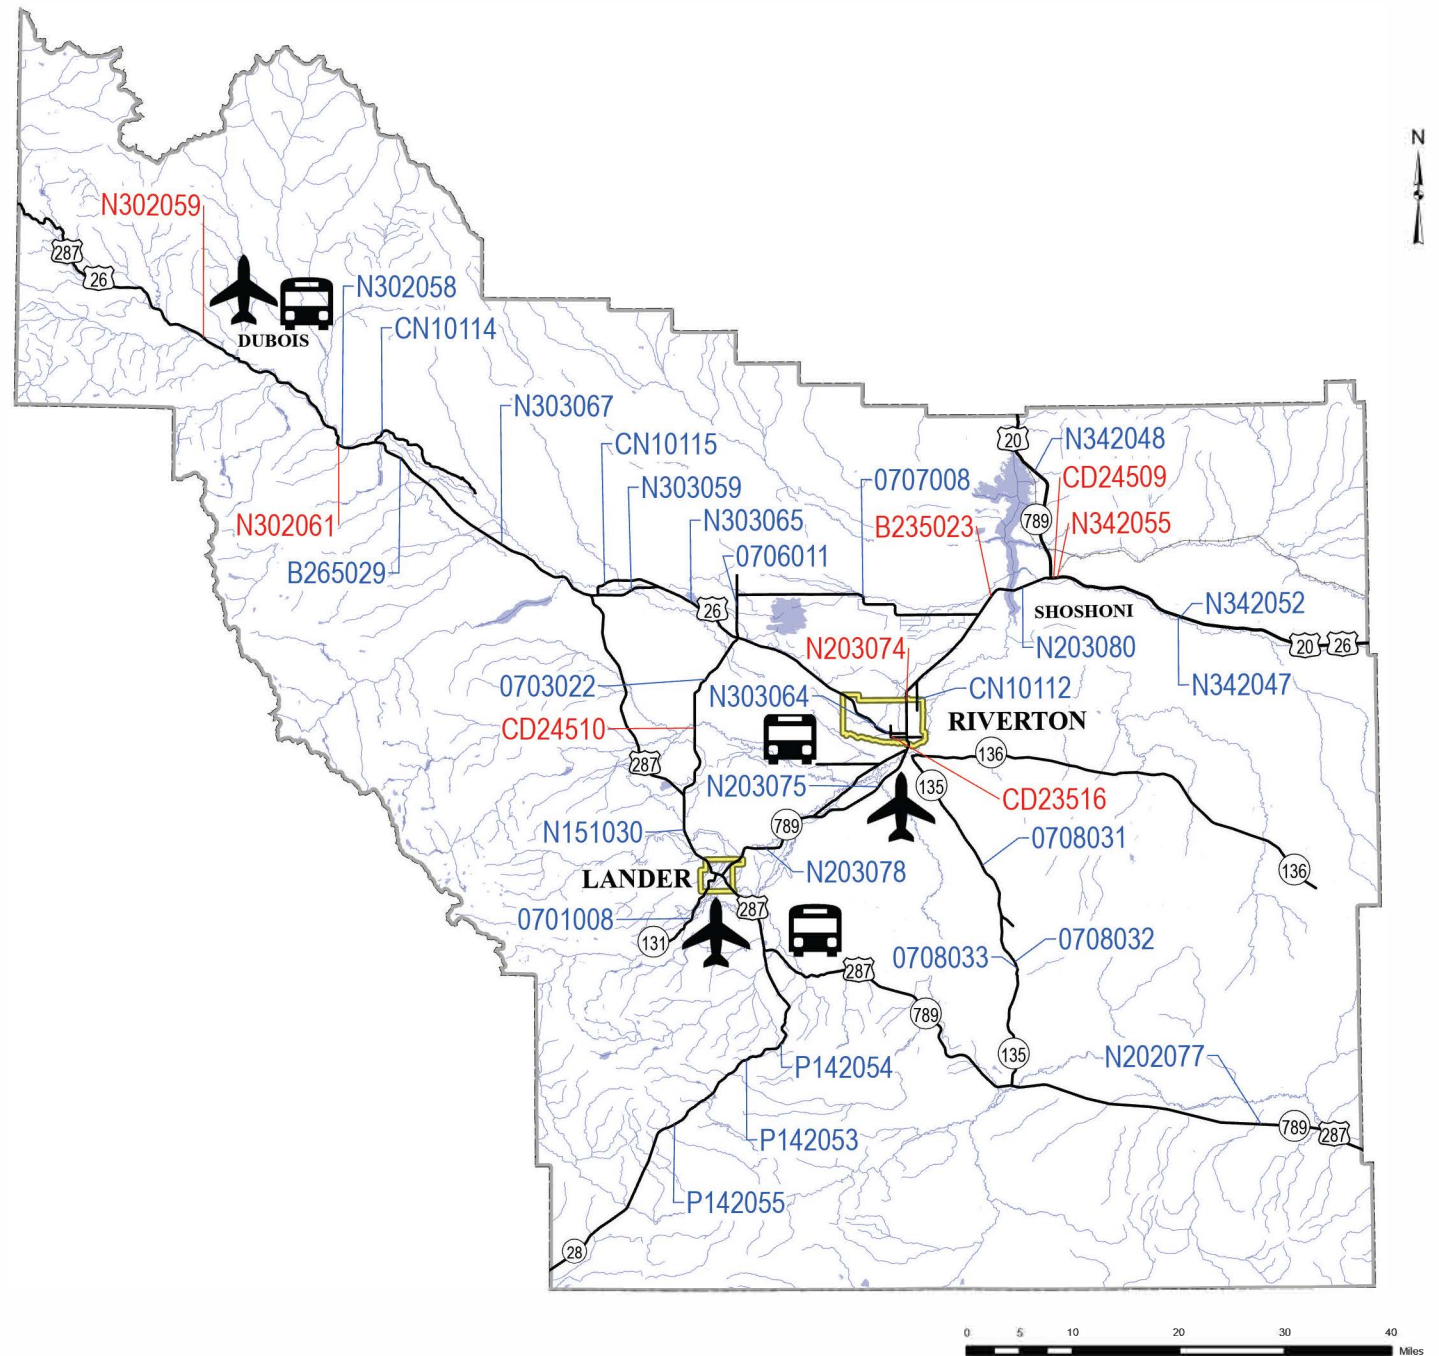 N
N302059
287
26
N302058
DUBOIS
CN10114
N303067
20
N342048
CN10115
0707008
CD24509
N303059
B235023
789
N342055
N303065
N302061
0706011
B265029
26
SHOSHONI
N342052
N203074
N203080
20
26
0703022
N303064
CN10112
N342047
CD24510
RIVERTON
287
136
N203075
135
CD23516
N151030
789
0708031
LANDER
N203078
136
287
0701008
131
0708033
0708032
287
789
135
N202077
P142054
789
287
P142053
P142055
28
0 5 10 20 30 40
Miles